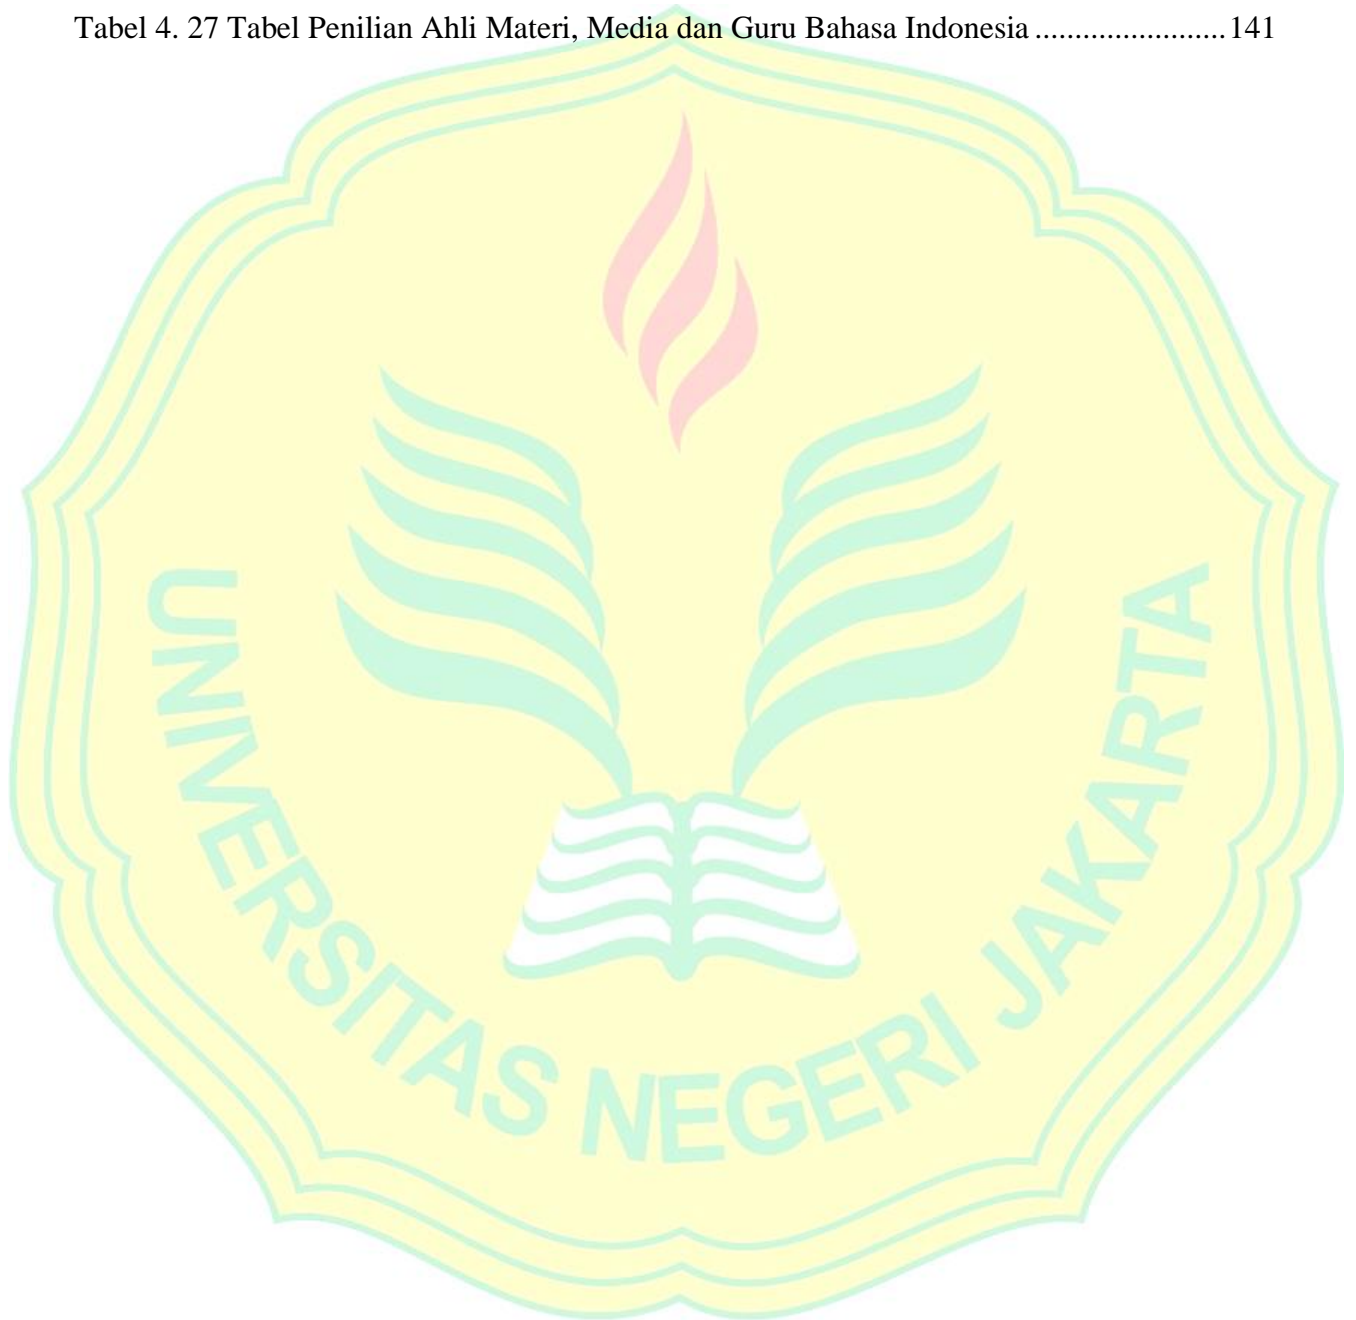 Tabel 4. 27 Tabel Penilian Ahli Materi, Media dan Guru Bahasa Indonesia ........................ 141
UNIVERSITAS NEGERI JAKARTA